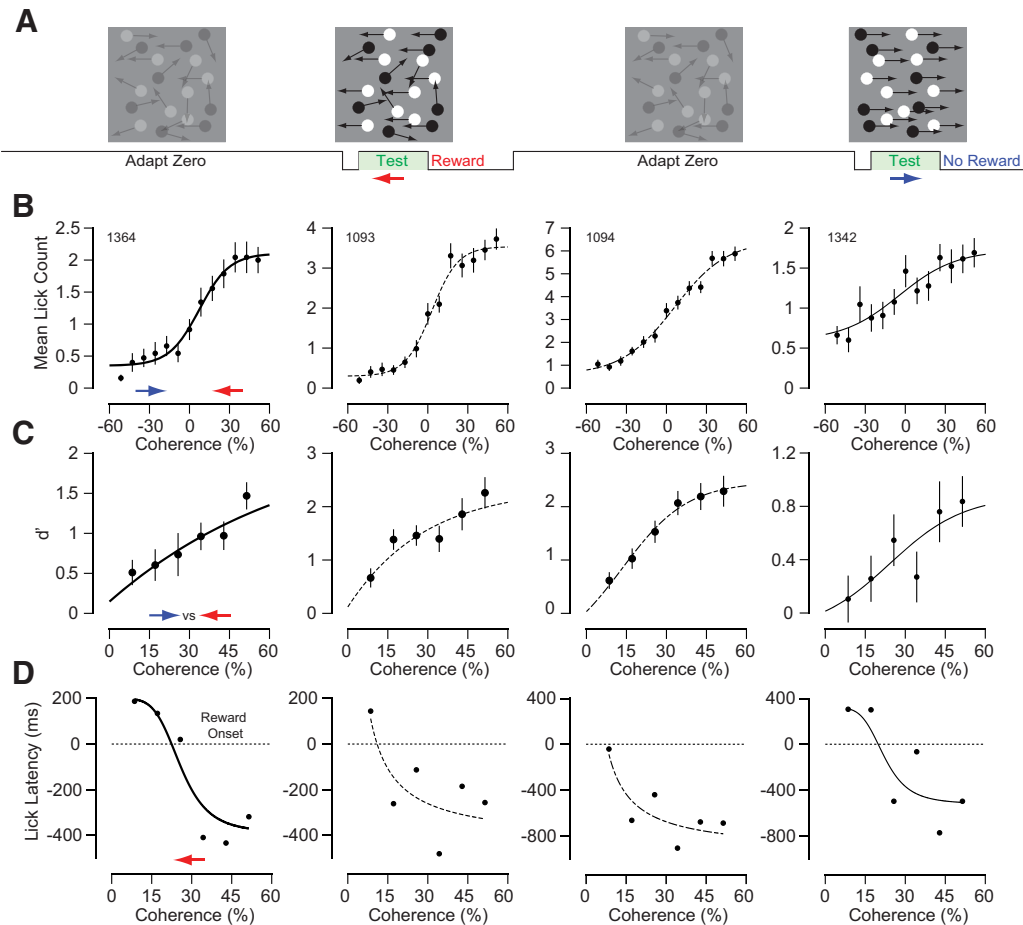 A
Adapt Zero Test Reward Adapt Zero Test No Reward
B
Mean Lick Count
1364 1093 1094 1342
2.5 4 7 2.5
2 3 6 2
1.5 2 5 1.5
1 1 4 1
0.5 0 3 0.5
0 2 0
1
0
-60 -30 0 30 60 -60 -30 0 30 60 -60 -30 0 30 60 -60 -30 0 30 60
Coherence (%) Coherence (%) Coherence (%) Coherence (%)
C
d'
2 3 3 1.2
1.5 2 2 0.8
1 1 1 0.4
0.5 0 0 0
0
vs
0 15 30 45 60 0 15 30 45 60 0 15 30 45 60 0 15 30 45 60
Coherence (%) Coherence (%) Coherence (%) Coherence (%)
D
Lick Latency (ms)
200 200 400 400
Reward
Onset
0 0 0 0
-200 200 -400 -400
-400 -400 -800 -800
0 15 30 45 60 0 15 30 45 60 0 15 30 45 60 0 15 30 45 60
Coherence (%) Coherence (%) Coherence (%) Coherence (%)